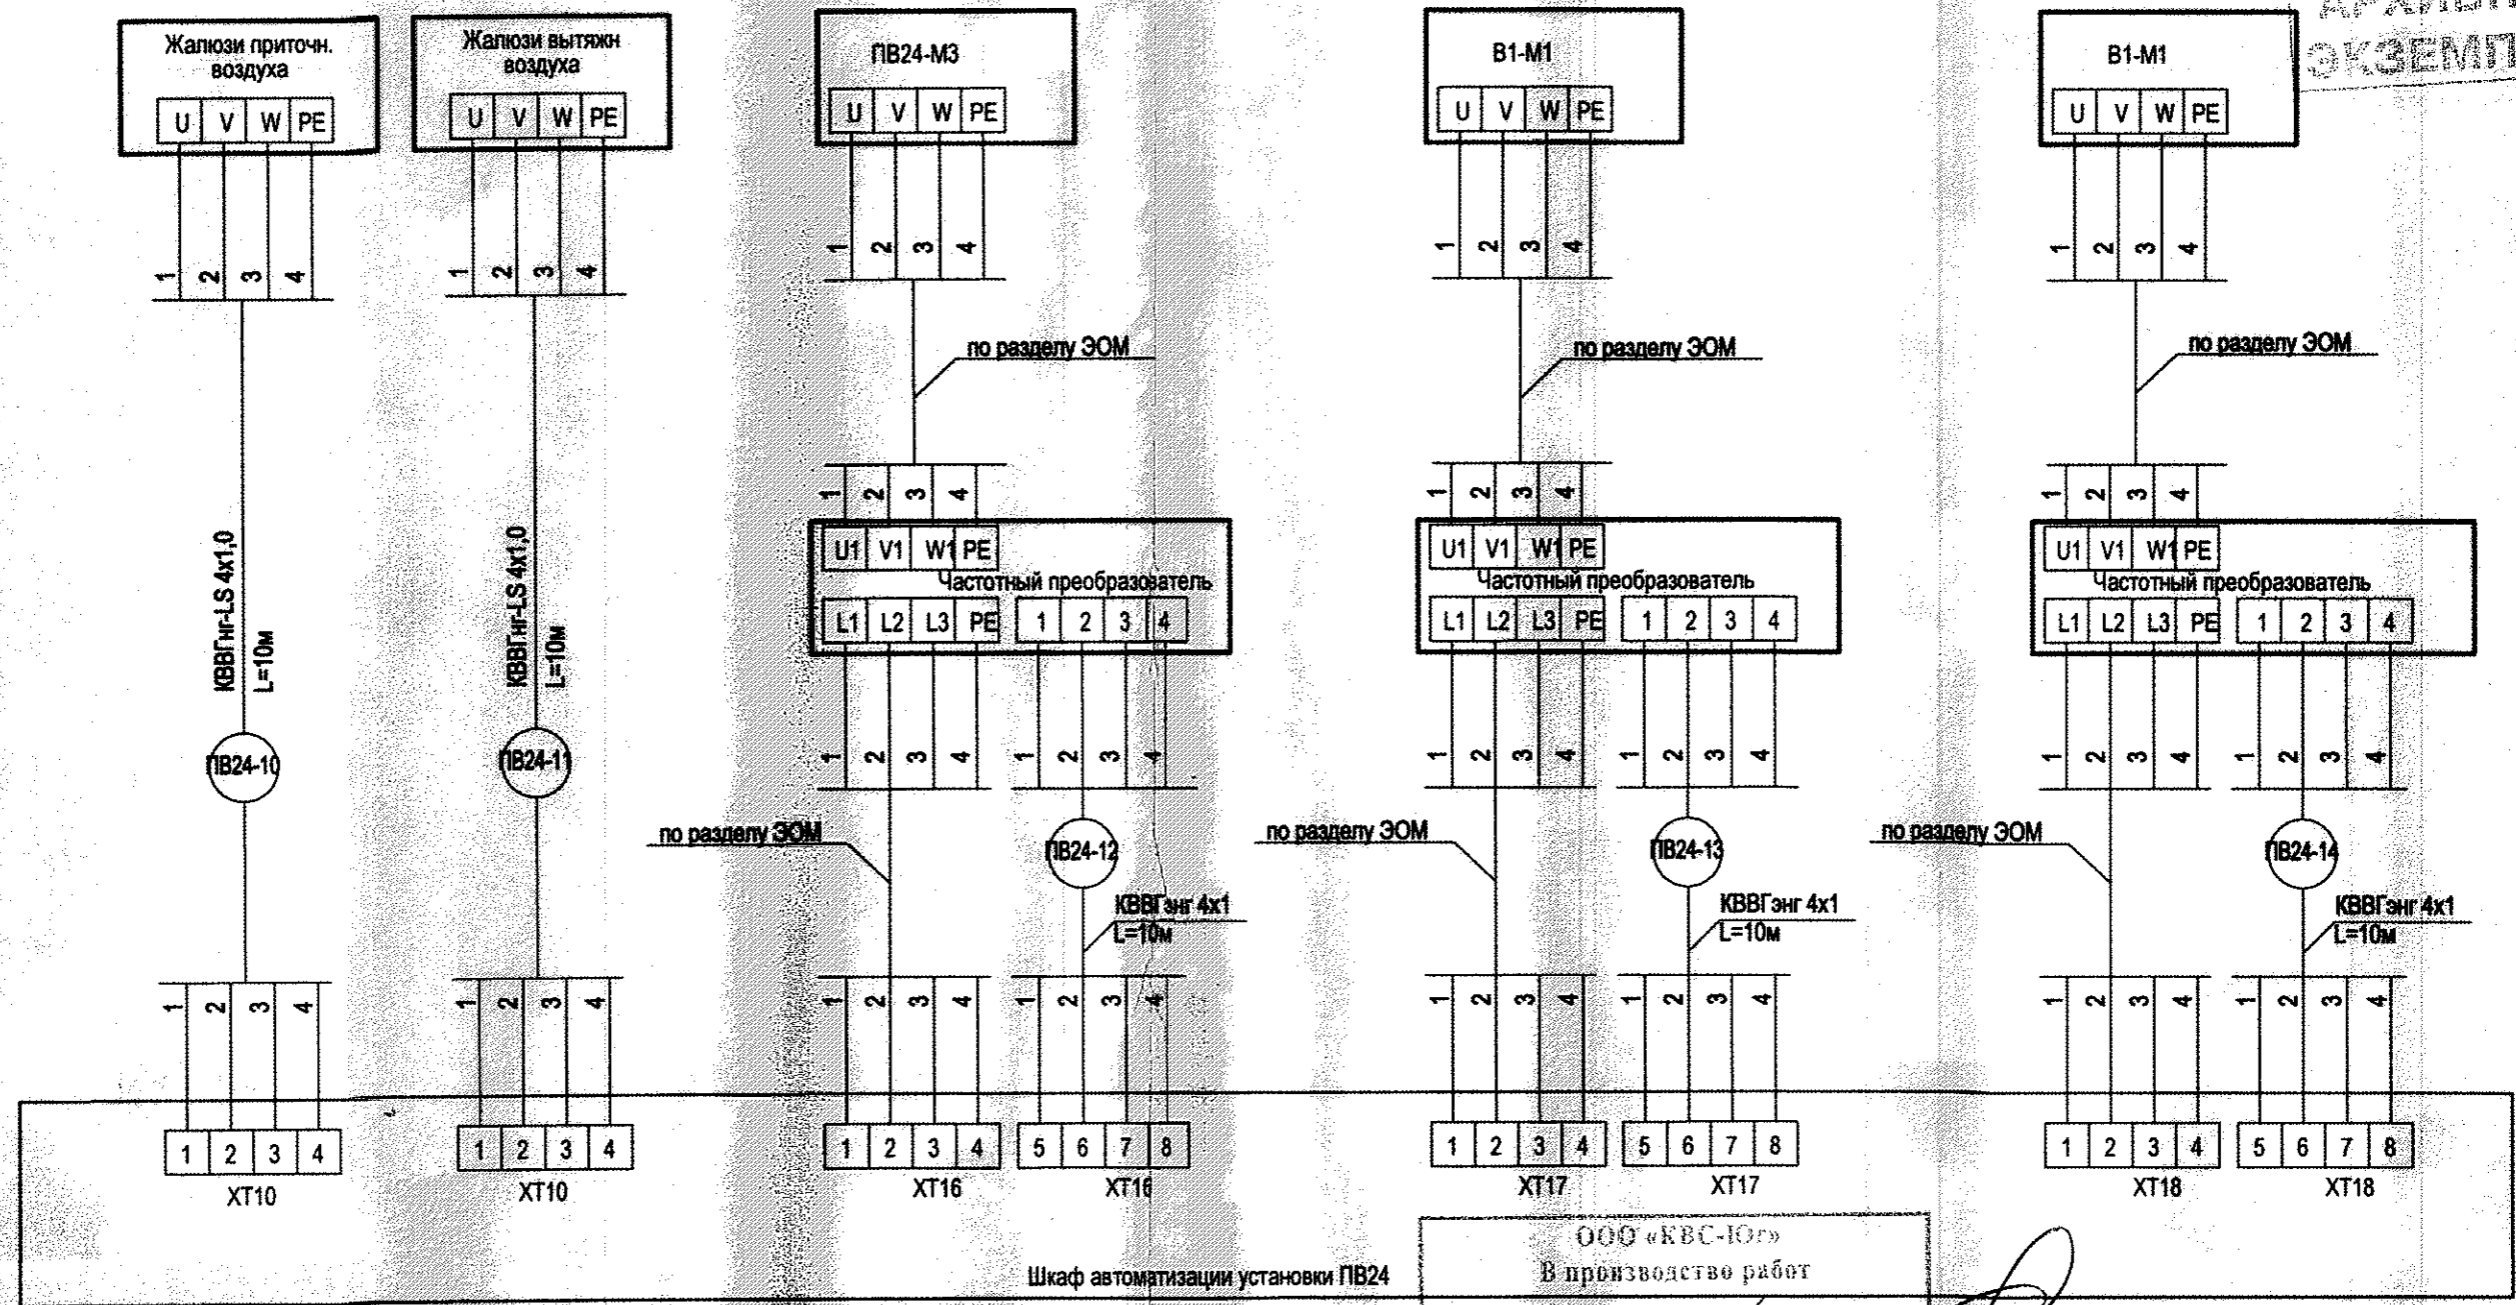 АРХИВН
ЭКЗЕМП
Жалюзи приточн.
воздуха
U V W PE
Жалюзи вытяжн
воздуха
U V W PE
ПВ24-М3
U V W PE
В1-М1
U V W PE
В1-М1
U V W PE
1 2 3 4
1 2 3 4
1 2 3 4
1 2 3 4
1 2 3 4
по разделу ЭОМ
по разделу ЭОМ
по разделу ЭОМ
1 2 3 4
1 2 3 4
1 2 3 4
КВВГнг-LS 4х1,0
L=10м
КВВГнг-LS 4х1,0
L=10м
U1 V1 W1 PE
Частотный преобразователь
L1 L2 L3 PE 1 2 3 4
U1 V1 W1 PE
Частотный преобразователь
L1 L2 L3 PE 1 2 3 4
U1 V1 W1 PE
Частотный преобразователь
L1 L2 L3 PE 1 2 3 4
1 2 3 4 1 2 3 4
1 2 3 4 1 2 3 4
1 2 3 4 1 2 3 4
ПВ24-10
ПВ24-11
по разделу ЭОМ
ПВ24-12
КВВГэнг 4х1
L=10м
по разделу ЭОМ
ПВ24-13
КВВГэнг 4х1
L=10м
по разделу ЭОМ
ПВ24-14
КВВГэнг 4х1
L=10м
1 2 3 4
1 2 3 4
1 2 3 4 1 2 3 4
1 2 3 4 1 2 3 4
1 2 3 4 1 2 3 4
1 2 3 4
ХТ10
1 2 3 4
ХТ10
1 2 3 4
ХТ16
5 6 7 8
ХТ16
1 2 3 4
ХТ17
5 6 7 8
ХТ17
1 2 3 4
ХТ18
5 6 7 8
ХТ18
Шкаф автоматизации установки ПВ24
ООО «КВС-Юг»
В производство работ